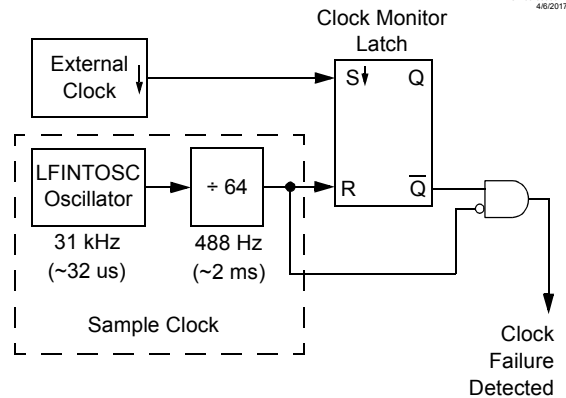 4/6/2017
Clock Monitor
Latch
External
Clock
S Q
LFINTOSC
Oscillator
÷ 64
R Q
31 kHz
(~32 us)
488 Hz
(~2 ms)
Sample Clock
Clock
Failure
Detected